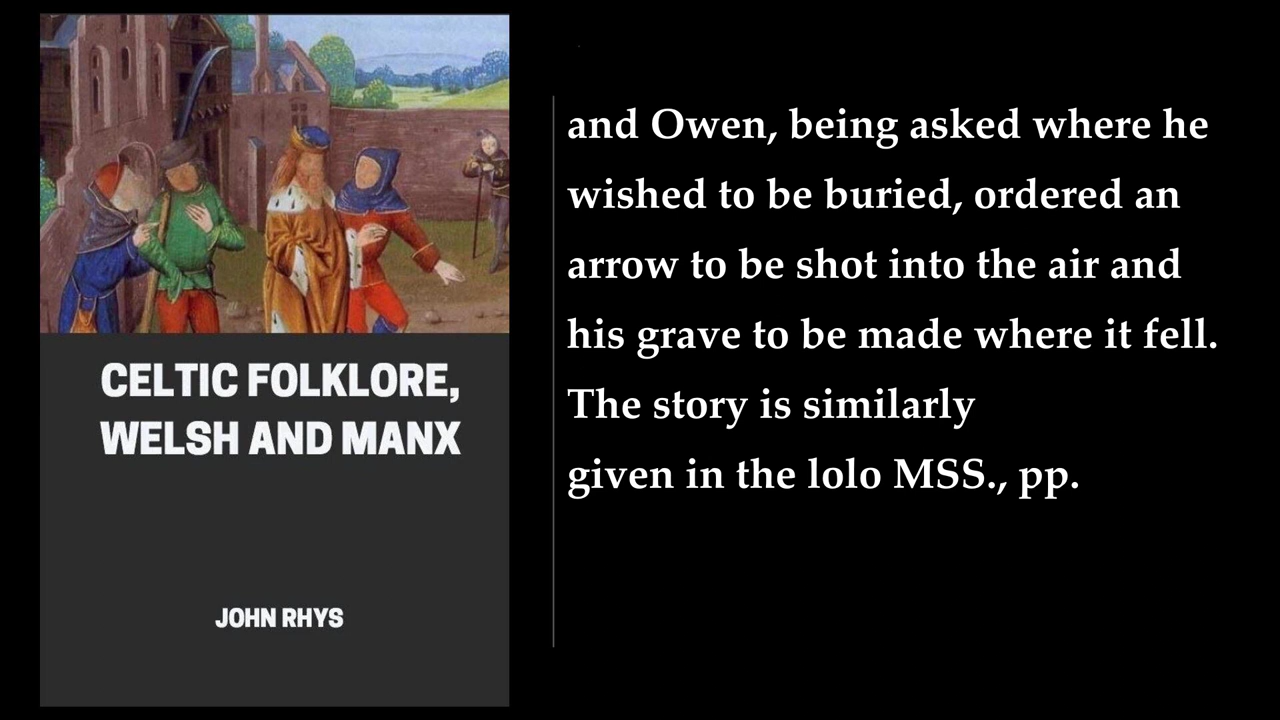 CELTIC FOLKLORE,
WELSH AND MANX
JOHN RHYS
and Owen, being asked where he
wished to be buried, ordered an
arrow to be shot into the air and
his grave to be made where it fell.
The story is similarly
given in the lolo MSS., pp.